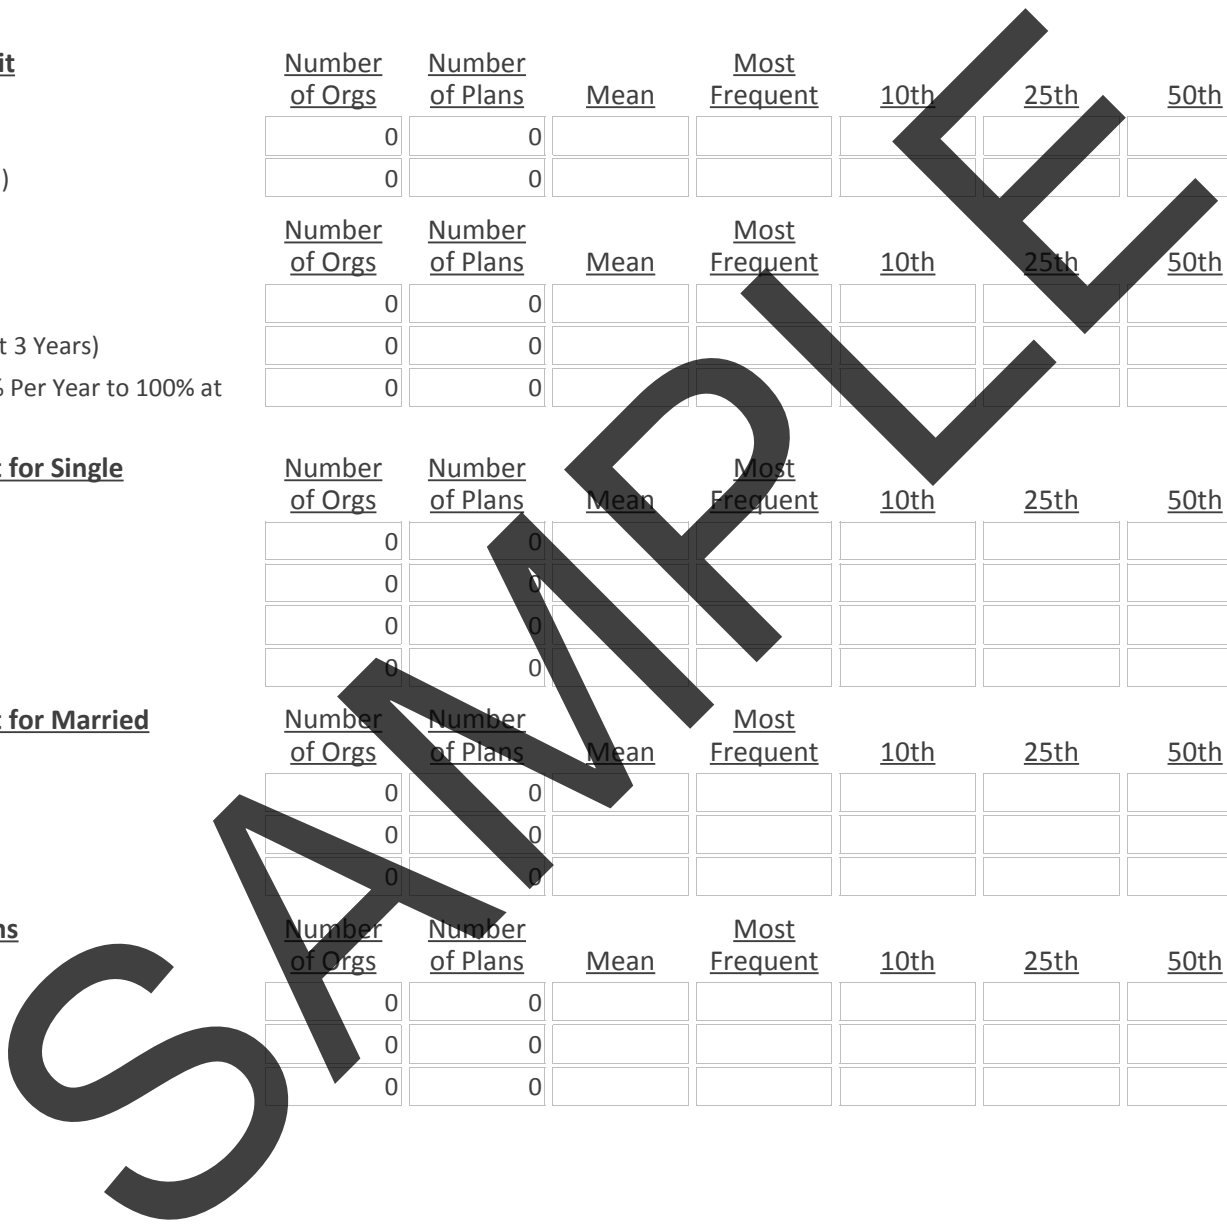 it Number Number Most
of Orgs of Plans Mean Frequent 10th 25th 50th
0 0
) 0 0
Number Number Most
of Orgs of Plans Mean Frequent 10th 25th 50th
0 0
t 3 Years) 0 0
% Per Year to 100% at 0 0
t for Single Number Number Most
of Orgs of Plans Mean Frequent 10th 25th 50th
0 0
0 0
0 0
0 0
t for Married Number Number Most
of Orgs of Plans Mean Frequent 10th 25th 50th
0 0
0 0
0 0
ns Number Number Most
of Orgs of Plans Mean Frequent 10th 25th 50th
0 0
0 0
0 0
SAMPLE